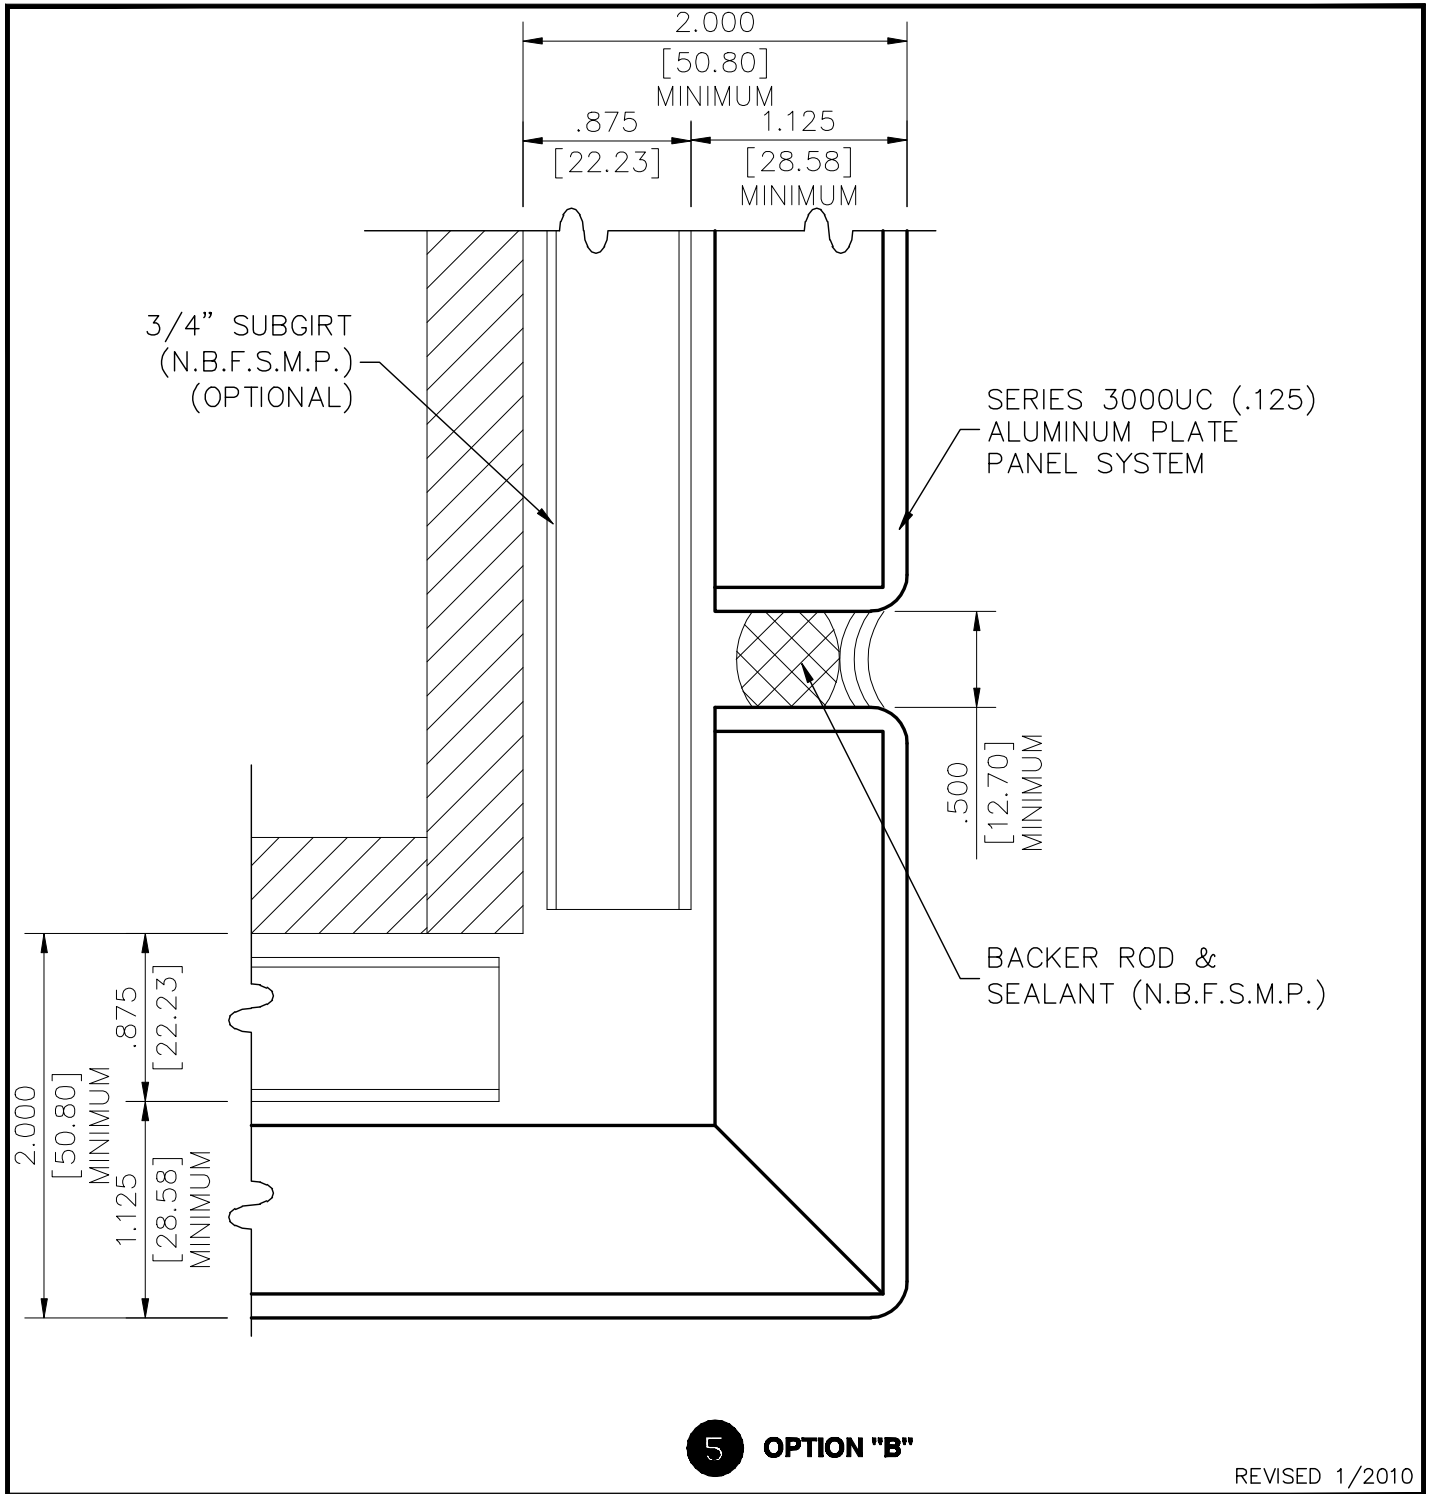 2.000
[50.80]
MINIMUM
.875
[22.23]
1.125
[28.58]
MINIMUM
3/4” SUBGIRT
(N.B.F.S.M.P.)
(OPTIONAL)
SERIES 3000UC (.125)
ALUMINUM PLATE
PANEL SYSTEM
.500
[12.70]
MINIMUM
BACKER ROD &
SEALANT (N.B.F.S.M.P.)
2.000
[50.80]
MINIMUM
.875
[22.23]
1.125
[28.58]
MINIMUM
5 OPTION "B"
REVISED 1/2010